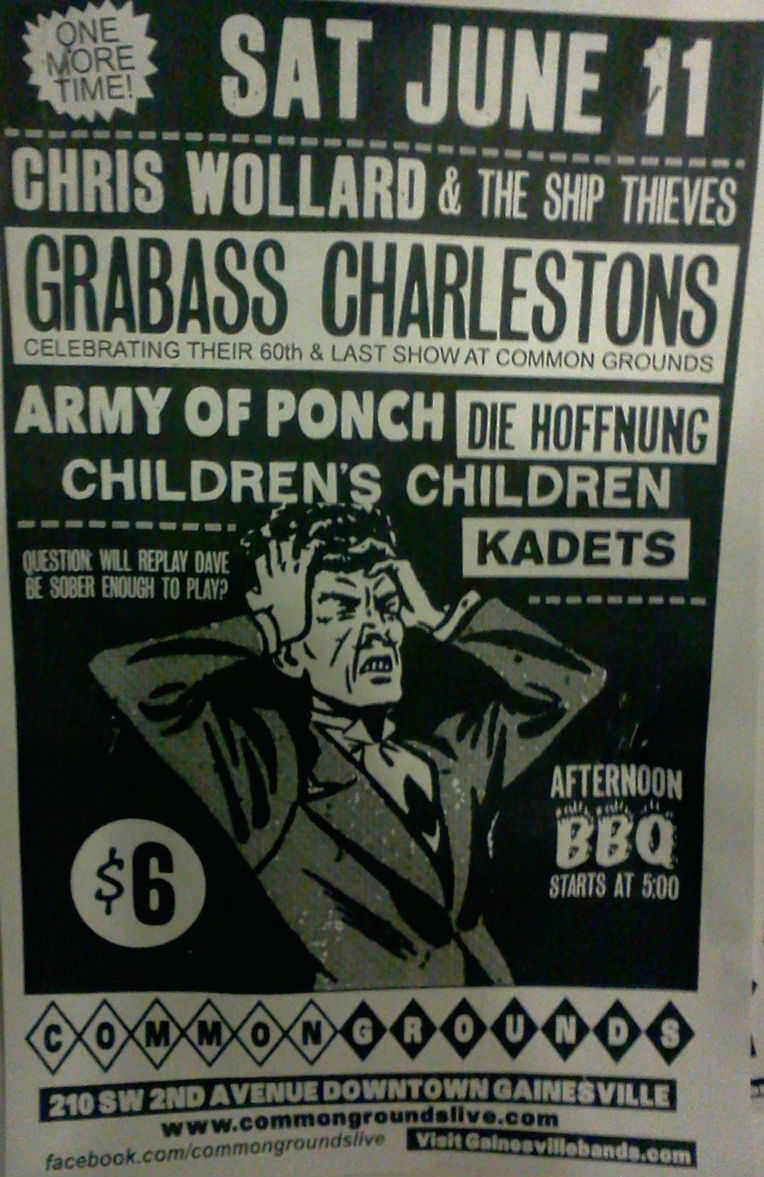 ONE
MORE
TIME!
SAT JUNE 11
CHRIS WOLLARD & THE SHIP THIEVES
GRABASS CHARLESTONS
CELEBRATING THEIR 60th & LAST SHOW AT COMMON GROUNDS
ARMY OF PONCH DIE HOFFNUNG
CHILDREN'S CHILDREN
KADETS
QUESTION: WILL REPLAY DAVE
BE SOBER ENOUGH TO PLAY?
AFTERNOON
BBQ
STARTS AT 5:00
$6
COMMON GROUNDS
210 SW 2ND AVENUE DOWNTOWN GAINESVILLE
www.commongroundslive.com
facebook.com/commongroundslive Visit Gainesvillebands.com